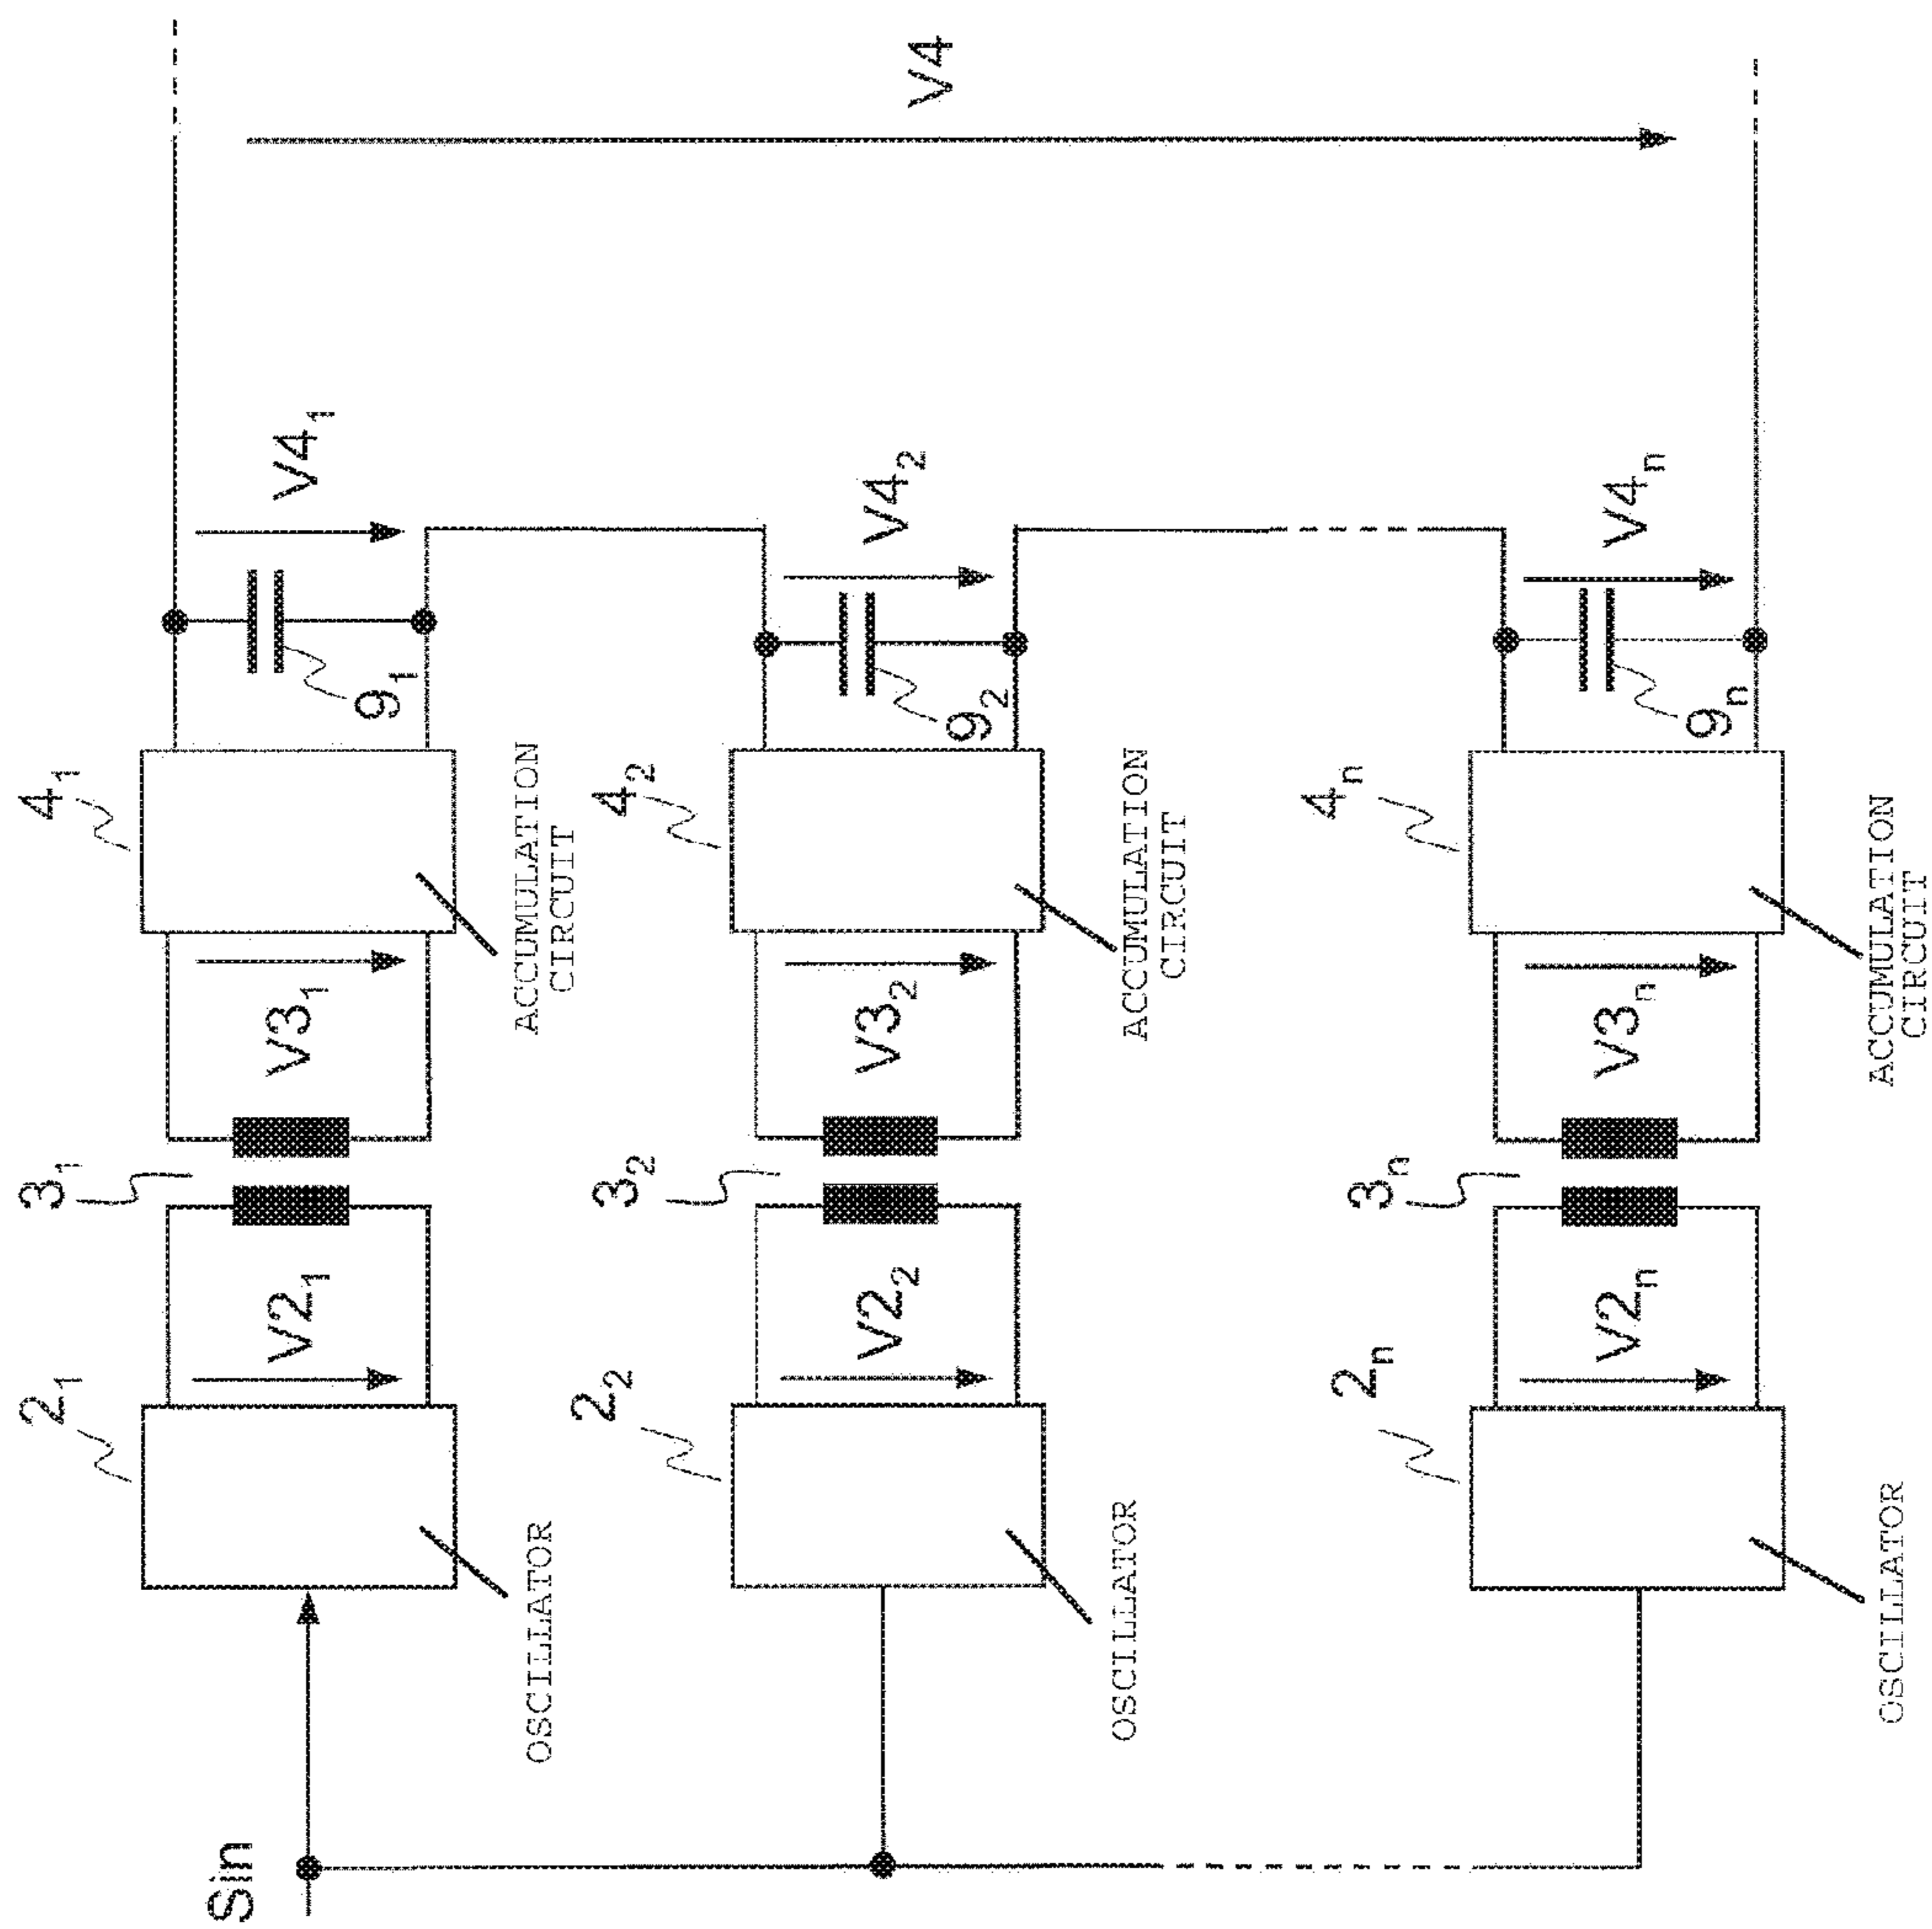 Sin
2₁
OSCILLATOR
V2₁
3₁
V3₁
4₁
ACCUMULATION
CIRCUIT
9₁
V4₁
2₂
OSCILLATOR
V2₂
3₂
V3₂
4₂
ACCUMULATION
CIRCUIT
9₂
V4₂
2ₙ
OSCILLATOR
V2ₙ
3ₙ
V3ₙ
4ₙ
ACCUMULATION
CIRCUIT
9ₙ
V4ₙ
V4